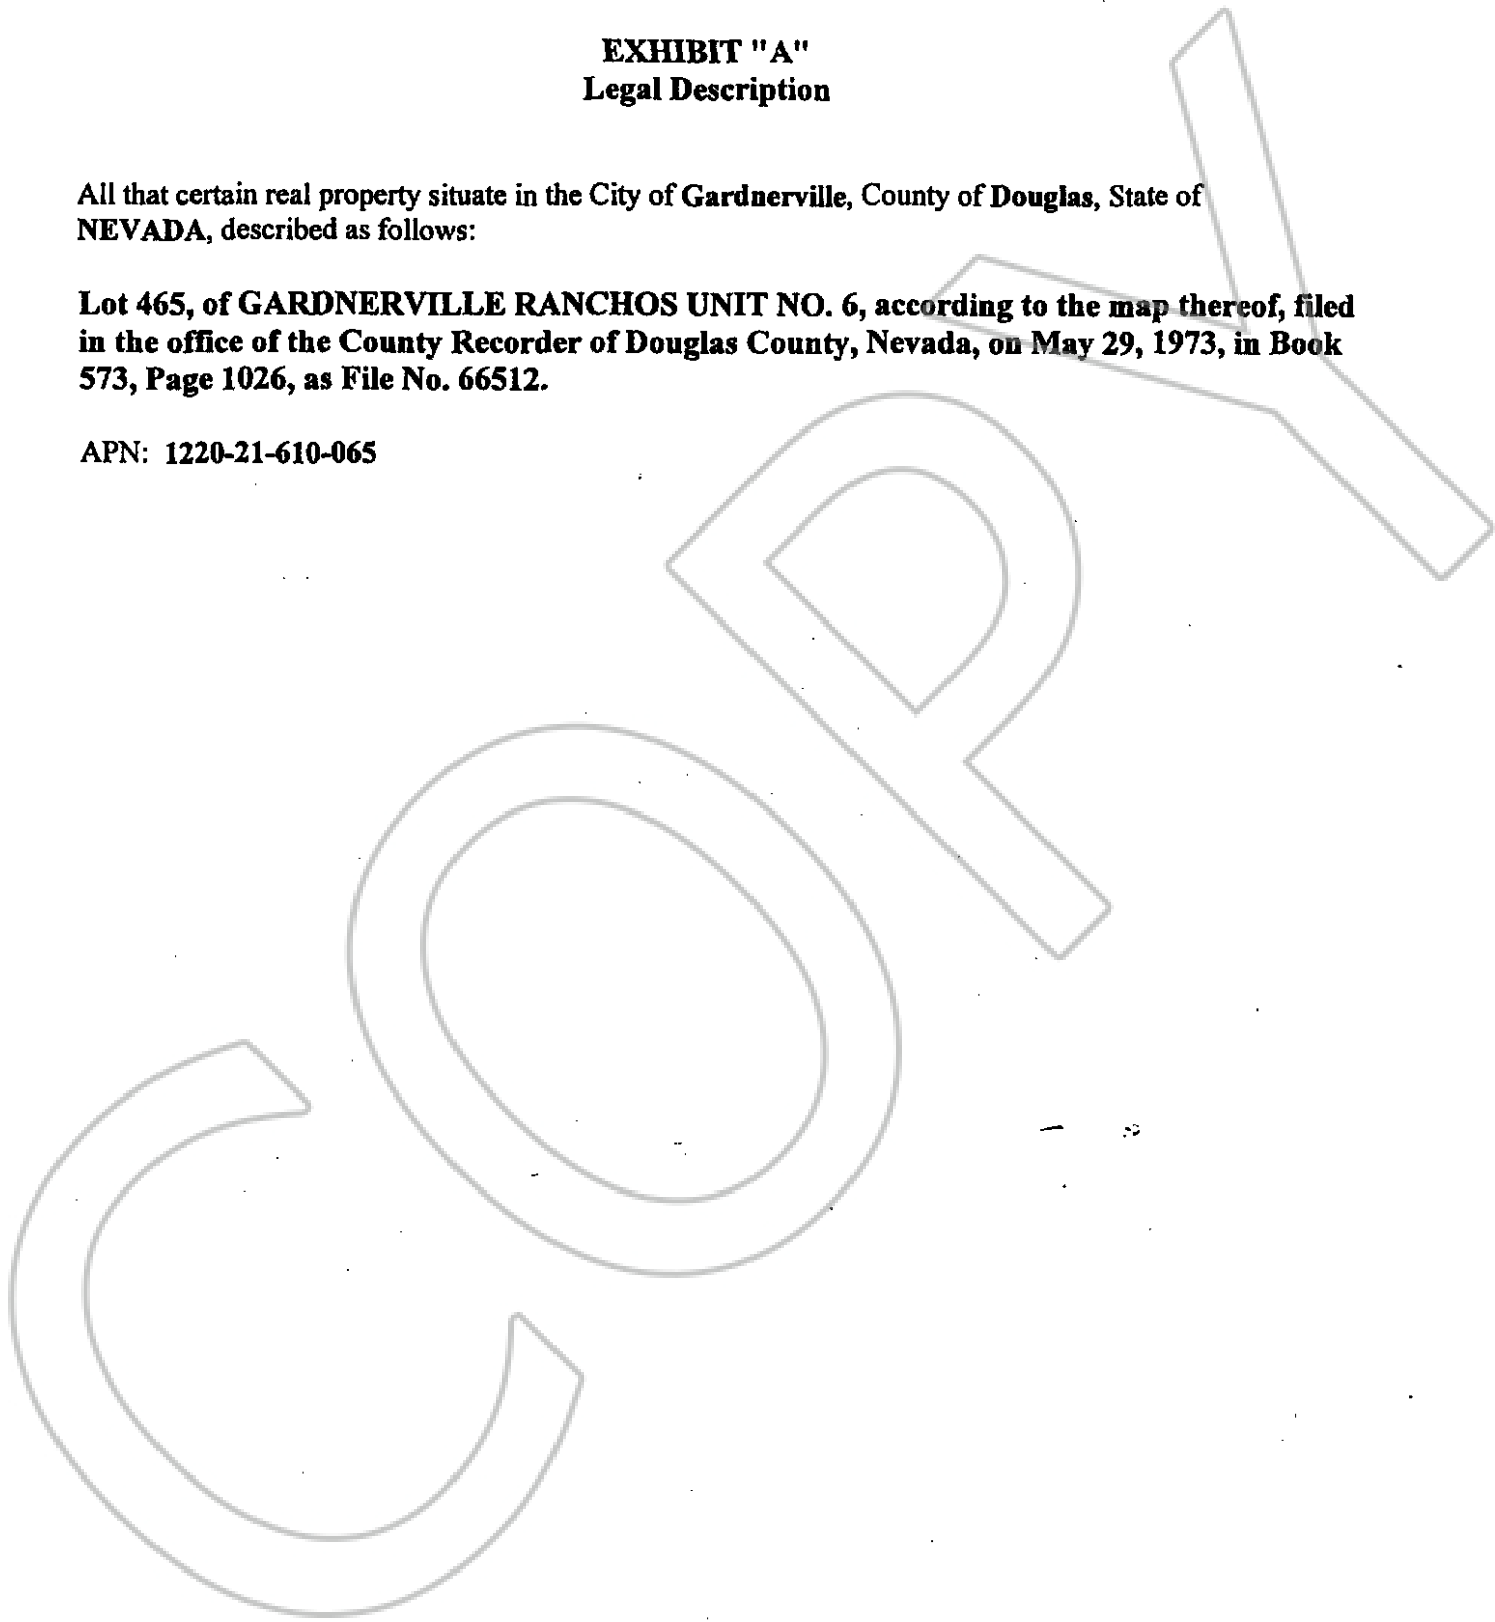 EXHIBIT "A"
Legal Description
All that certain real property situate in the City of Gardnerville, County of Douglas, State of
NEVADA, described as follows:
Lot 465, of GARDNERVILLE RANCHOS UNIT NO. 6, according to the map thereof, filed
in the office of the County Recorder of Douglas County, Nevada, on May 29, 1973, in Book
573, Page 1026, as File No. 66512.
APN: 1220-21-610-065
COPY